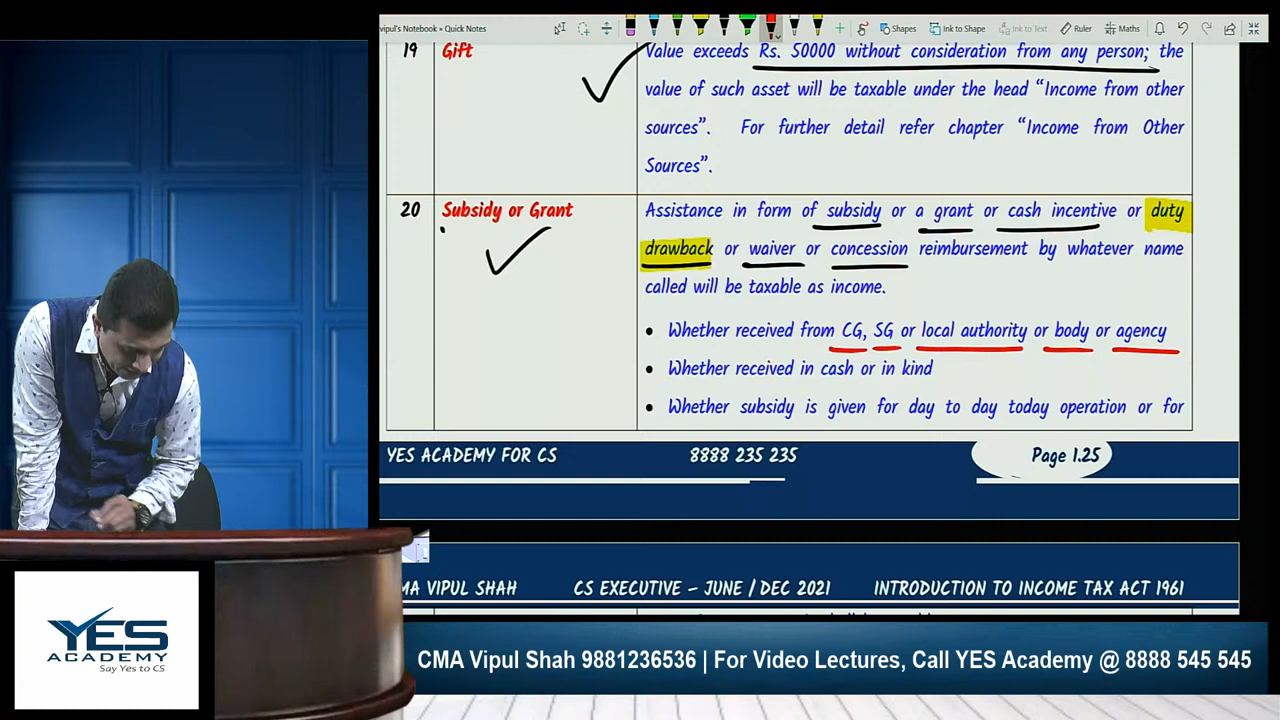 vipul's Notebook » Quick Notes
Shapes
Ink to Shape
Ink to Text
Ruler
Maths
19 Gift Value exceeds Rs. 50000 without consideration from any person; the
value of such asset will be taxable under the head “Income from other
sources”. For further detail refer chapter “Income from Other
Sources”.
20 Subsidy or Grant Assistance in form of subsidy or a grant or cash incentive or duty
drawback or waiver or concession reimbursement by whatever name
called will be taxable as income.
• Whether received from CG, SG or local authority or body or agency
• Whether received in cash or in kind
• Whether subsidy is given for day to day today operation or for
YES ACADEMY FOR CS 8888 235 235 Page 1.25
MA VIPUL SHAH CS EXECUTIVE – JUNE / DEC 2021 INTRODUCTION TO INCOME TAX ACT 1961
YES
ACADEMY
Say Yes to CS
CMA Vipul Shah 9881236536 | For Video Lectures, Call YES Academy @ 8888 545 545